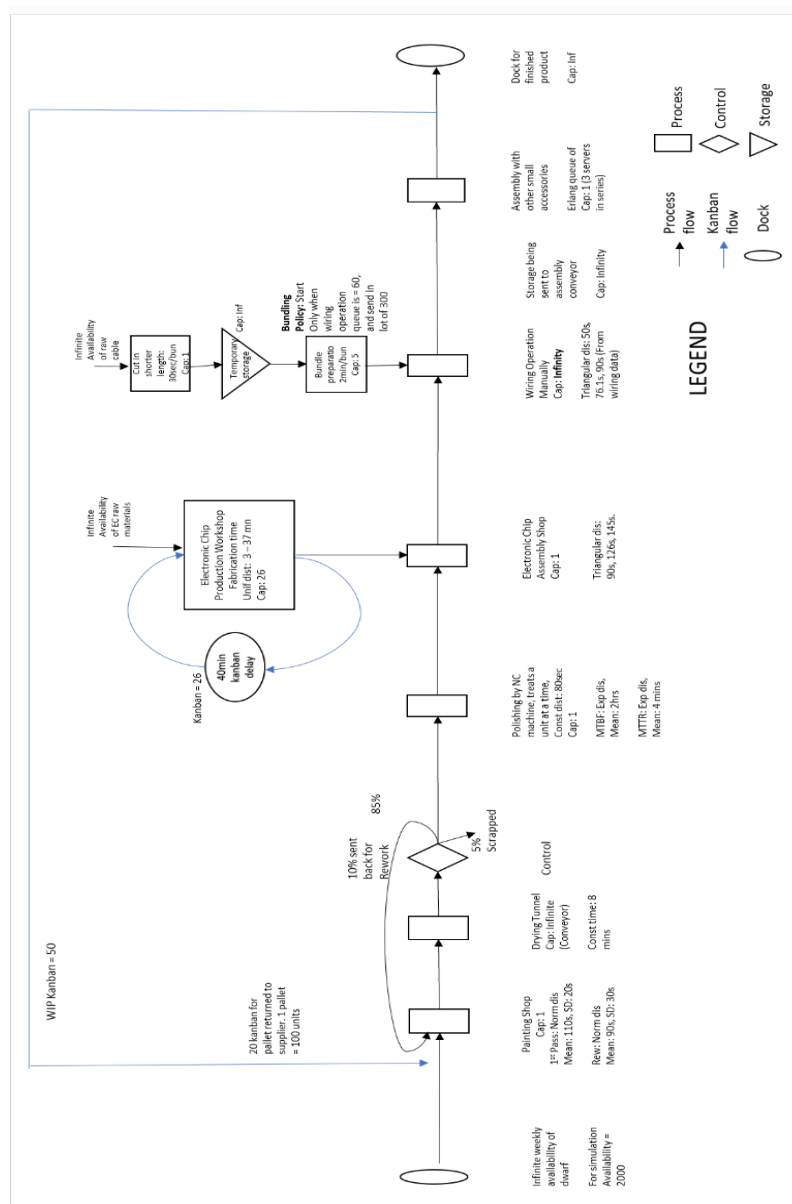 WIP Kanban = 50
20 kanban for
pallet returned to
supplier. 1 pallet
= 100 units
10% sent
back for
Rework
85%
5%
Scrapped
Kanban = 26
40min
kanban
delay
Infinite
Availability
of EC raw
materials
Electronic Chip
Production Workshop
Fabrication time
Unif dist: 3 – 37 mn
Cap: 26
Infinite
Availability
of raw
cable
Cut in
shorter
length:
30sec/bun
Cap: 1
Temporary
storage
Cap: Inf
Bundling
Policy: Start
Only when
wiring
operation
queue is = 60,
and send in
lot of 300
Bundle
preparatio
2min/bun
Cap: 5
Infinite weekly
availability of
dwarf
For simulation
Availability =
2000
Painting Shop
Cap: 1
1st Pass: Norm dis
Mean: 110s, SD: 20s
Rew: Norm dis
Mean: 90s, SD: 30s
Drying Tunnel
Cap: Infinite
(Conveyor)
Const time: 8
mins
Control
Polishing by NC
machine, treats a
unit at a time,
Const dist: 80sec
Cap: 1
MTBF: Exp dis,
Mean: 2hrs
MTTR: Exp dis,
Mean: 4 mins
Electronic Chip
Assembly Shop
Cap: 1
Triangular dis:
90s, 126s, 145s.
Wiring Operation
Manually
Cap: Infinity
Triangular dis: 50s,
76.1s, 90s (From
wiring data)
Storage being
sent to
assembly
conveyor
Cap: Infinity
Assembly with
other small
accessories
Erlang queue of
Cap: 1 (3 servers
in series)
Dock for
finished
product
Cap: Inf
LEGEND
Process
flow
Kanban
flow
Dock
Process
Control
Storage